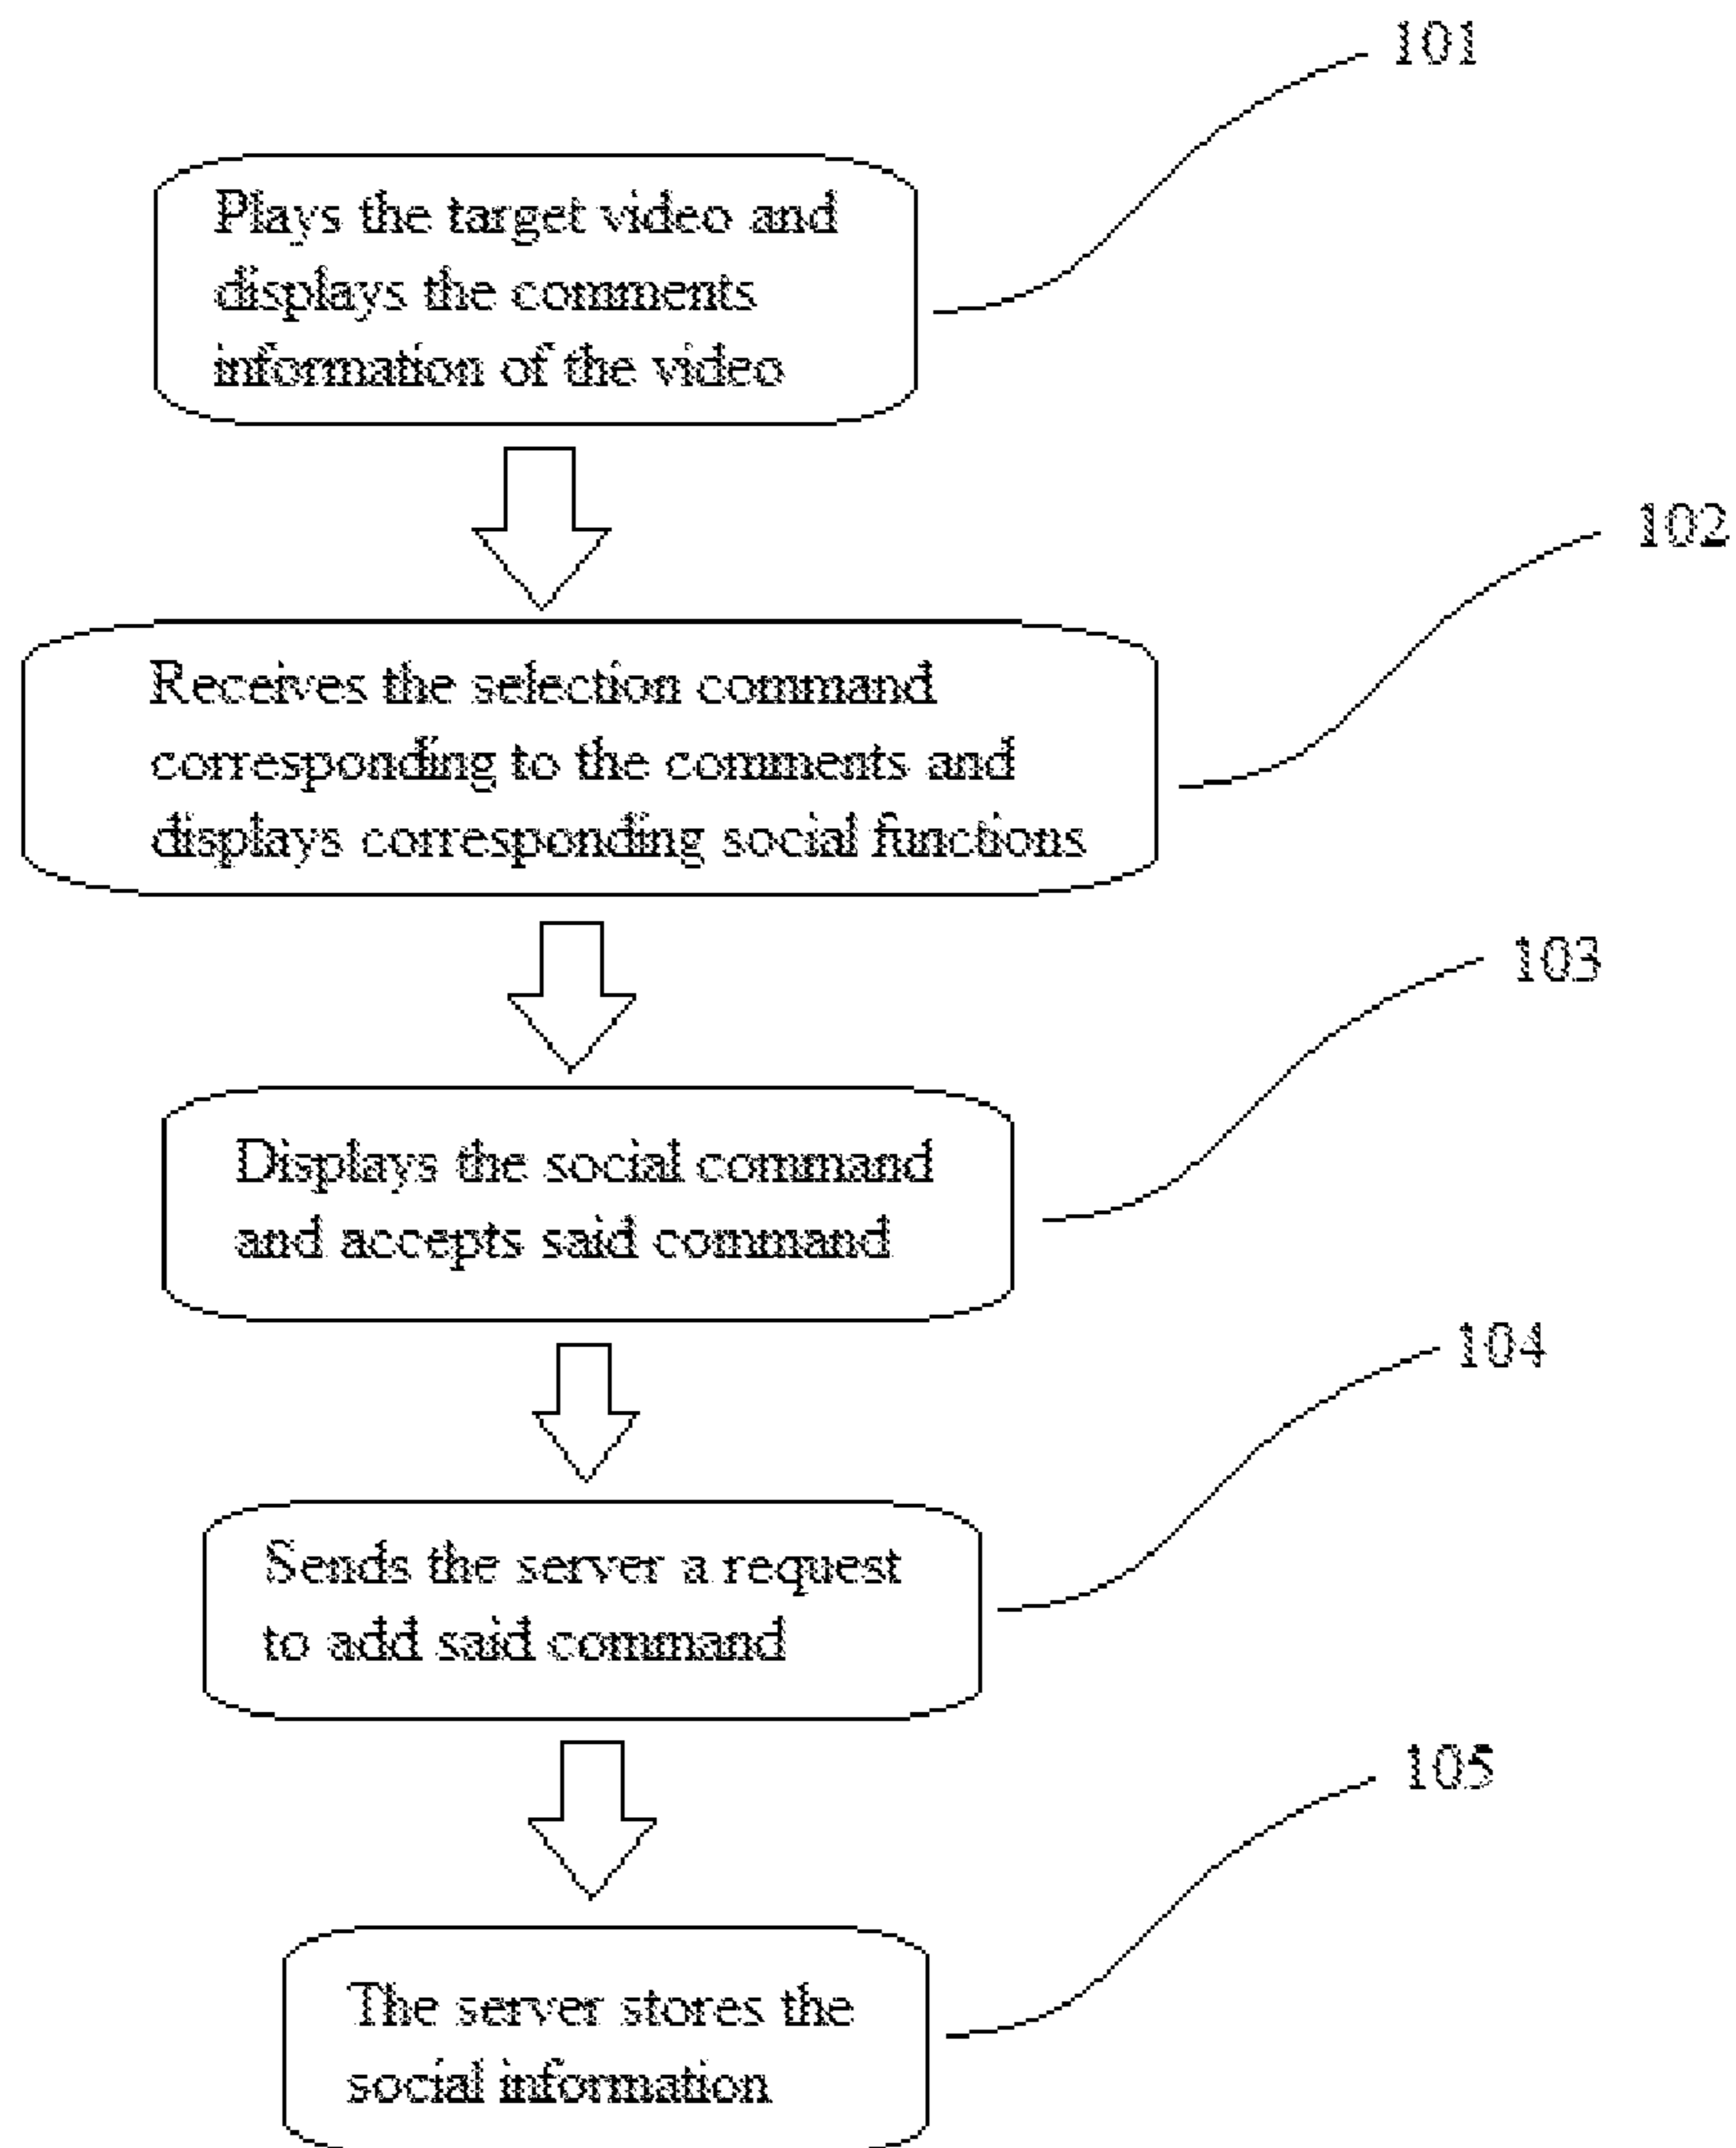 101
Plays the target video and
displays the comments
information of the video
102
Receives the selection command
corresponding to the comments and
displays corresponding social functions
103
Displays the social command
and accepts said command
104
Sends the server a request
to add said command
105
The server stores the
social information